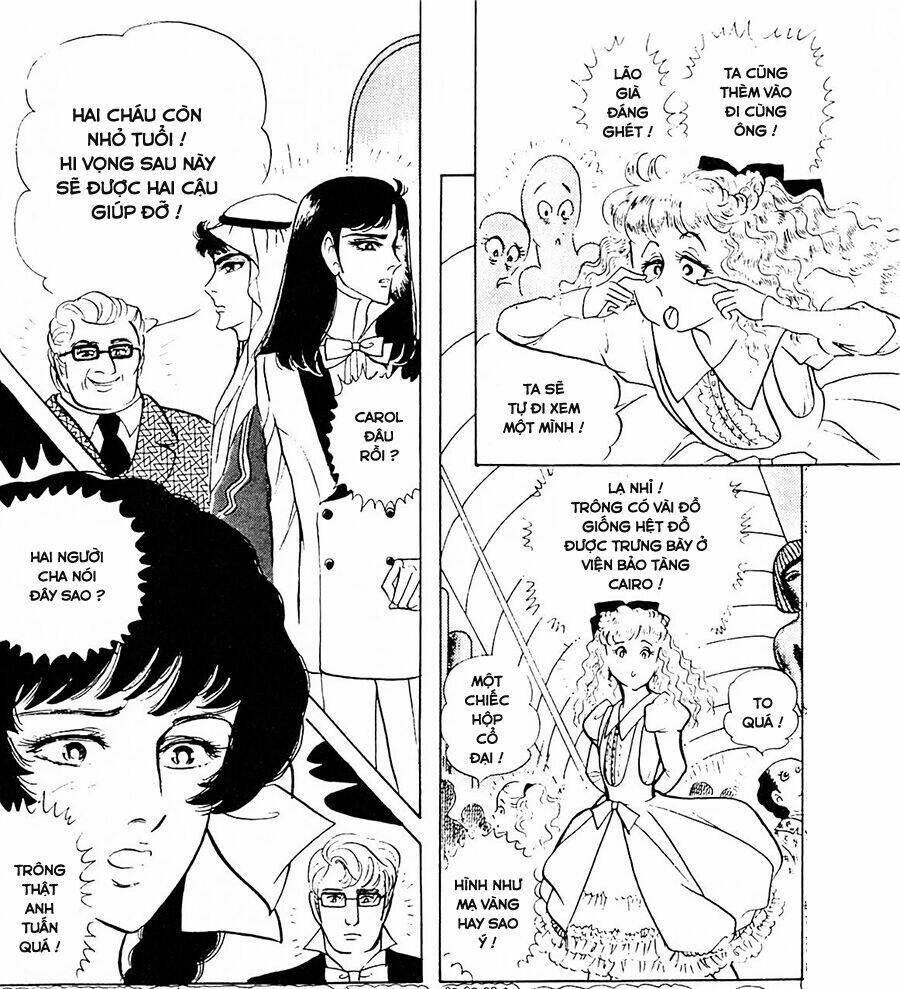 HAI CHÁU CÒN
NHỎ TUỔI !
HI VỌNG SAU NÀY
SẼ ĐƯỢC HAI CẬU
GIÚP ĐỠ !
CAROL
ĐÂU
RỒI ?
HAI NGƯỜI
CHA NÓI
ĐÂY SAO ?
TRÔNG
THẬT
ANH
TUẤN
QUÁ !
LÃO
GIÀ
ĐÁNG
GHÉT !
TA CŨNG
THÈM VÀO
ĐI CÙNG
ÔNG !
TA SẼ
TỰ ĐI XEM
MỘT MÌNH !
LẠ NHỈ !
TRÔNG CÓ VÀI ĐỒ
GIỐNG HỆT ĐỒ
ĐƯỢC TRƯNG BÀY Ở
VIỆN BẢO TÀNG
CAIRO !
MỘT
CHIẾC
HỘP
CỔ
ĐẠI !
TO
QUÁ !
HÌNH NHƯ
MẠ VÀNG
HAY SAO
Ý !